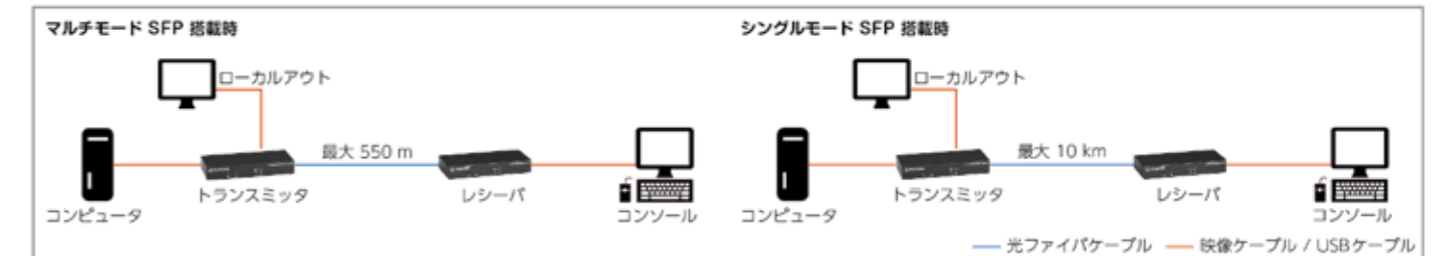 マルチモード SFP 搭載時
ローカルアウト
最大 550 m
トランスミッタ
レシーバ
コンピュータ
コンソール
シングルモード SFP 搭載時
ローカルアウト
最大 10 km
トランスミッタ
レシーバ
コンピュータ
コンソール
光ファイバケーブル
映像ケーブル / USBケーブル